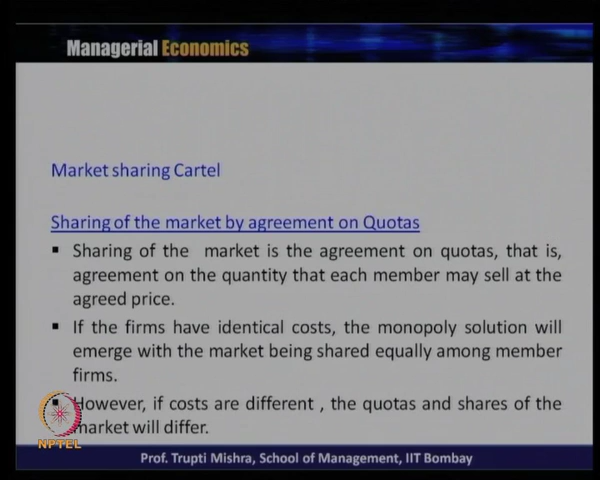 Managerial Economics
Market sharing Cartel
Sharing of the market by agreement on Quotas
▪ Sharing of the market is the agreement on quotas, that is,
agreement on the quantity that each member may sell at the
agreed price.
▪ If the firms have identical costs, the monopoly solution will
emerge with the market being shared equally among member
firms.
▪ However, if costs are different , the quotas and shares of the
market will differ.
NPTEL
Prof. Trupti Mishra, School of Management, IIT Bombay